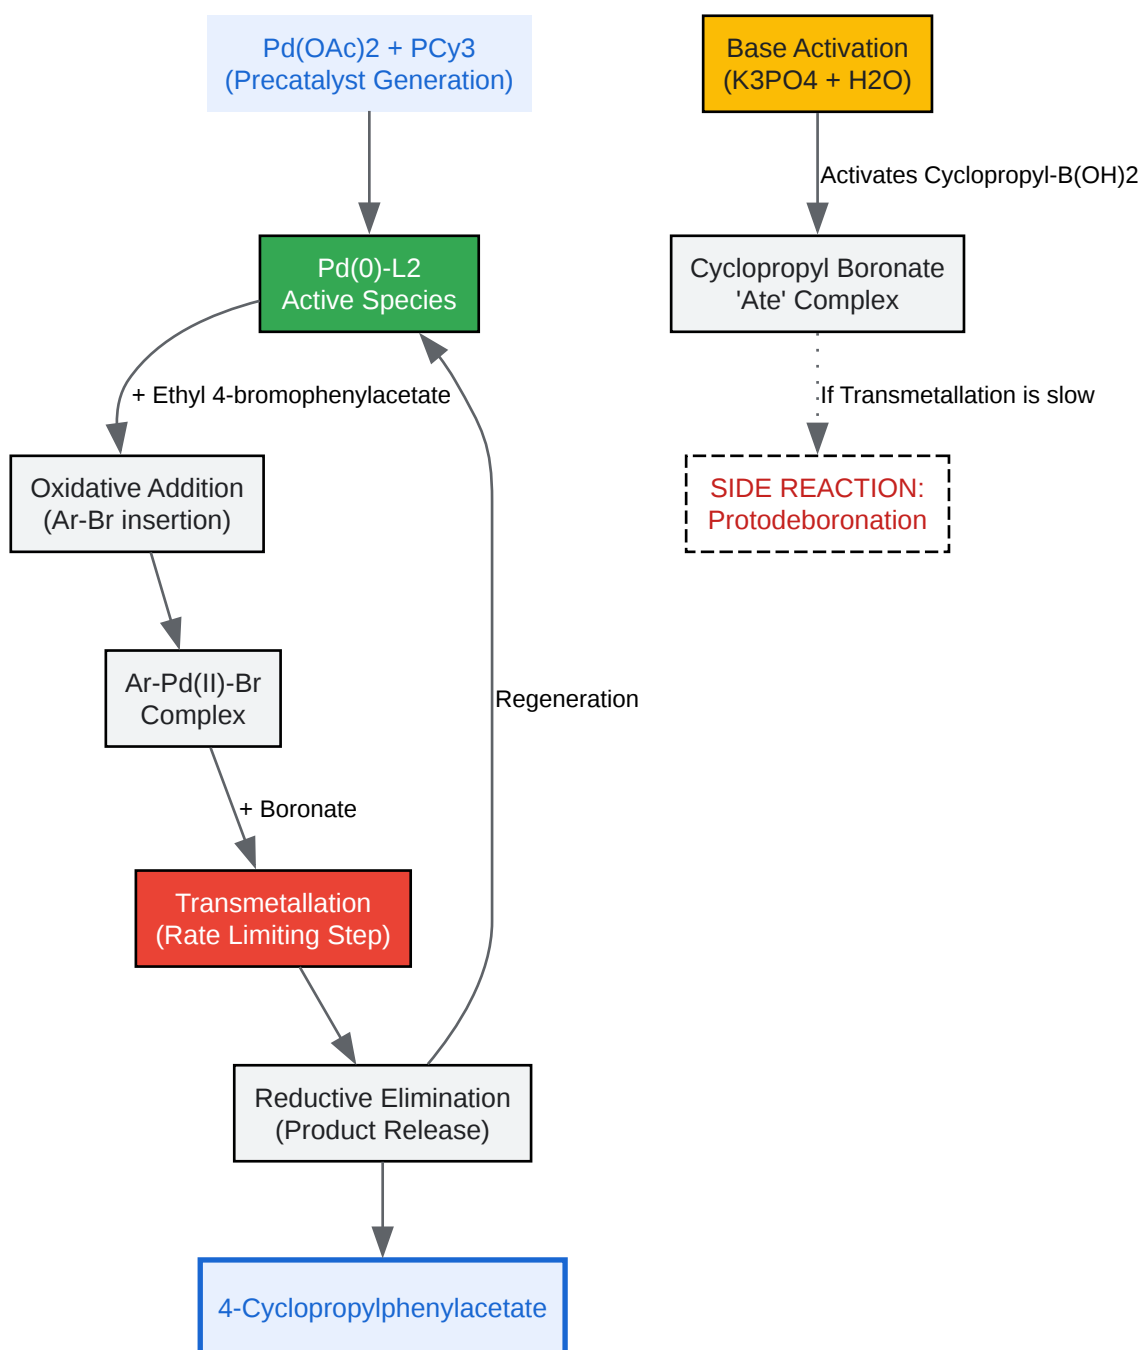 Pd(OAc)2 + PCy3
(Precatalyst Generation)
Base Activation
(K3PO4 + H2O)
Activates Cyclopropyl-B(OH)2
Pd(0)-L2
Active Species
Cyclopropyl Boronate
'Ate' Complex
+ Ethyl 4-bromophenylacetate
If Transmetallation is slow
Oxidative Addition
(Ar-Br insertion)
SIDE REACTION:
Protodeboronation
Ar-Pd(II)-Br
Complex
Regeneration
+ Boronate
Transmetallation
(Rate Limiting Step)
Reductive Elimination
(Product Release)
4-Cyclopropylphenylacetate